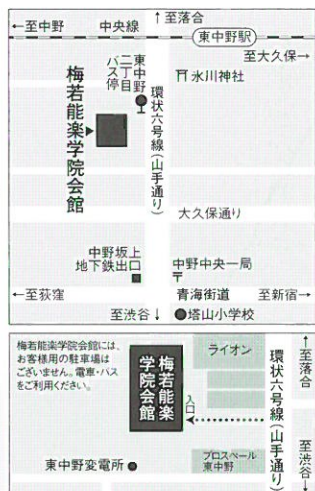 ←至中野
中央線
↑至落合
東中野駅
至大久保→
東中野
二丁目
バス停
氷川神社
梅若能楽学院会館
環状六号線(山手通り)
大久保通り
中野坂上
地下鉄出口
中野中央一局
〒
←至荻窪
青海街道
至新宿→
至渋谷↓
塔山小学校
梅若能楽学院会館には、
お客様用の駐車場は
ございません。電車・バス
をご利用ください。
梅若能楽
学院会館
ライオン
入口
環状六号線(山手通り)
↑至落合
至渋谷↓
東中野変電所
プロスペール
東中野